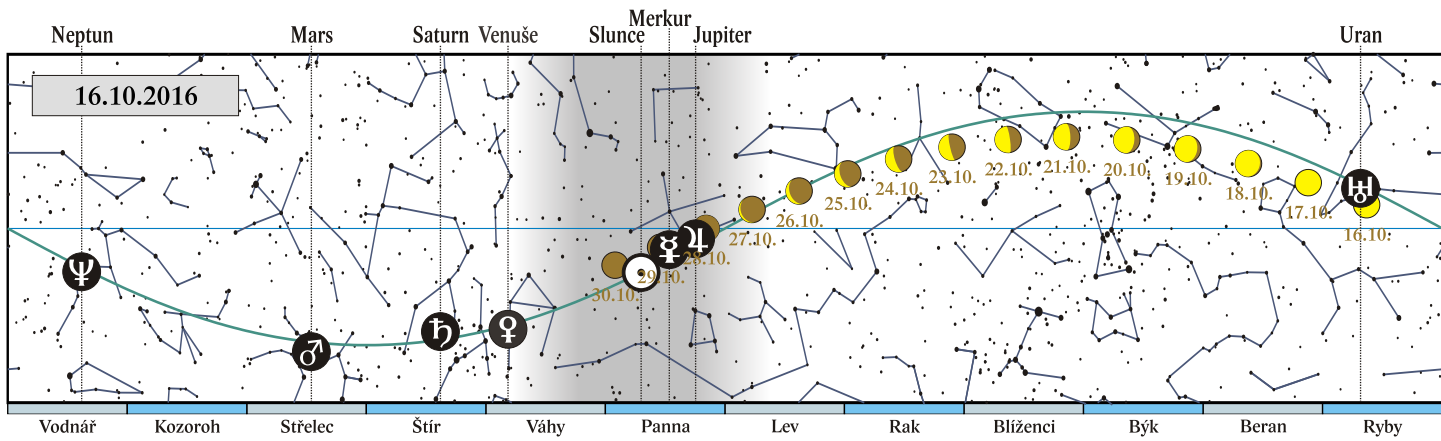 Merkur
Neptun Mars Saturn Venuše Slunce Jupiter Uran
16.10.2016
22.10. 21.10. 20.10. 19.10.
24.10. 23.10. 18.10.
25.10. 17.10.
26.10.
27.10. 16.10.
28.10.
29.10.
30.10.
Vodnář Kozoroh Střelec Štír Váhy Panna Lev Rak Blíženci Býk Beran Ryby